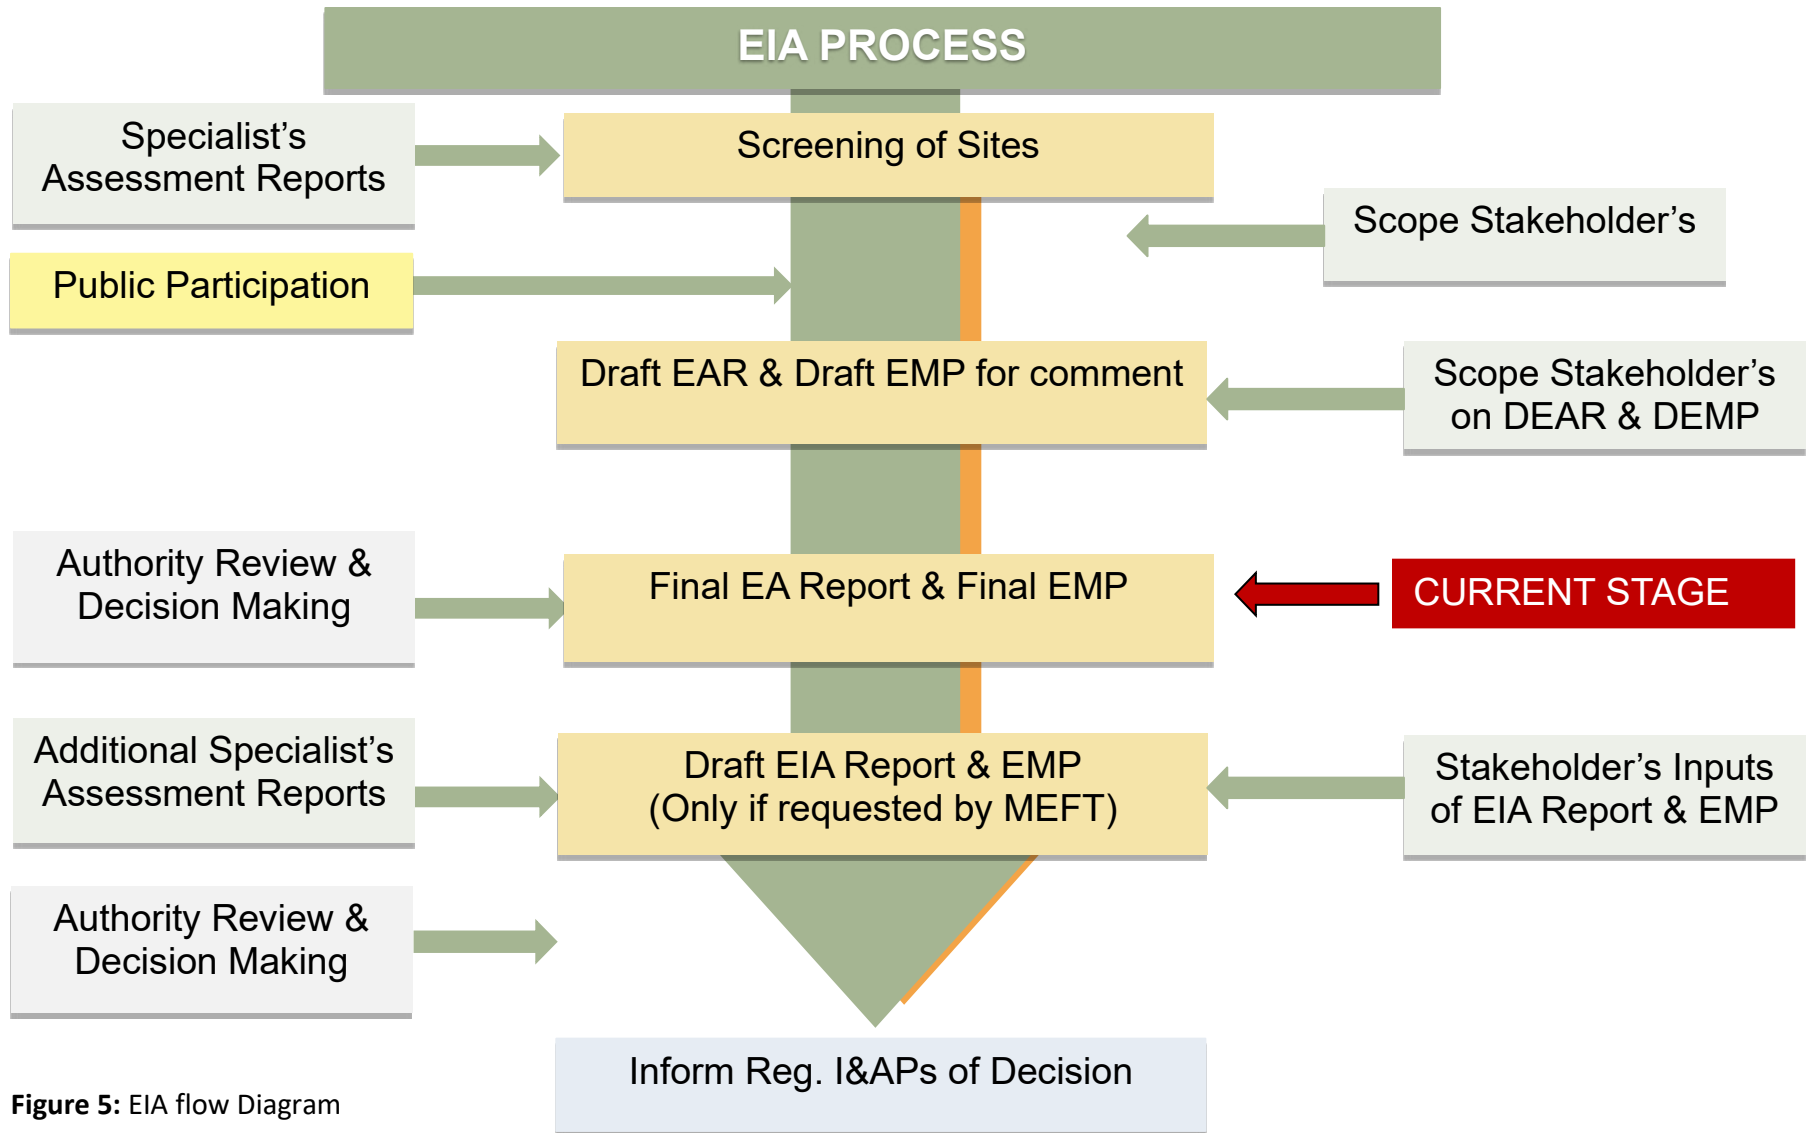 EIA PROCESS
Specialist’s
Assessment Reports
Screening of Sites
Scope Stakeholder’s
Public Participation
Draft EAR & Draft EMP for comment
Scope Stakeholder’s
on DEAR & DEMP
Authority Review &
Decision Making
Final EA Report & Final EMP
CURRENT STAGE
Additional Specialist’s
Assessment Reports
Draft EIA Report & EMP
(Only if requested by MEFT)
Stakeholder’s Inputs
of EIA Report & EMP
Authority Review &
Decision Making
Inform Reg. I&APs of Decision
Figure 5: EIA flow Diagram